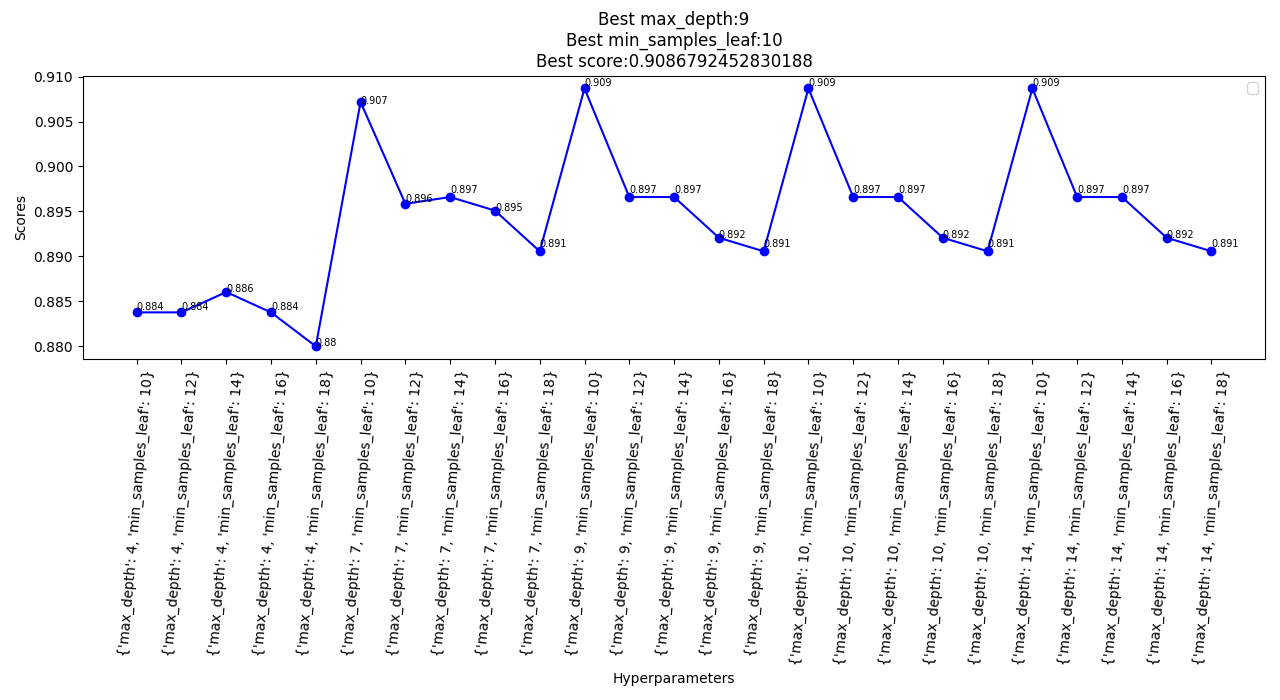 Best max_depth:9
Best min_samples_leaf:10
Best score:0.9086792452830188
0.910
0.905
0.900
0.895
0.890
0.885
0.880
Scores
0.884
0.884
0.886
0.884
0.88
0.907
0.896
0.897
0.895
0.891
0.909
0.897
0.897
0.892
0.891
0.909
0.897
0.897
0.892
0.891
0.909
0.897
0.897
0.892
0.891
{'max_depth': 4, 'min_samples_leaf': 10}
{'max_depth': 4, 'min_samples_leaf': 12}
{'max_depth': 4, 'min_samples_leaf': 14}
{'max_depth': 4, 'min_samples_leaf': 16}
{'max_depth': 4, 'min_samples_leaf': 18}
{'max_depth': 7, 'min_samples_leaf': 10}
{'max_depth': 7, 'min_samples_leaf': 12}
{'max_depth': 7, 'min_samples_leaf': 14}
{'max_depth': 7, 'min_samples_leaf': 16}
{'max_depth': 7, 'min_samples_leaf': 18}
{'max_depth': 9, 'min_samples_leaf': 10}
{'max_depth': 9, 'min_samples_leaf': 12}
{'max_depth': 9, 'min_samples_leaf': 14}
{'max_depth': 9, 'min_samples_leaf': 16}
{'max_depth': 9, 'min_samples_leaf': 18}
{'max_depth': 10, 'min_samples_leaf': 10}
{'max_depth': 10, 'min_samples_leaf': 12}
{'max_depth': 10, 'min_samples_leaf': 14}
{'max_depth': 10, 'min_samples_leaf': 16}
{'max_depth': 10, 'min_samples_leaf': 18}
{'max_depth': 14, 'min_samples_leaf': 10}
{'max_depth': 14, 'min_samples_leaf': 12}
{'max_depth': 14, 'min_samples_leaf': 14}
{'max_depth': 14, 'min_samples_leaf': 16}
{'max_depth': 14, 'min_samples_leaf': 18}
Hyperparameters